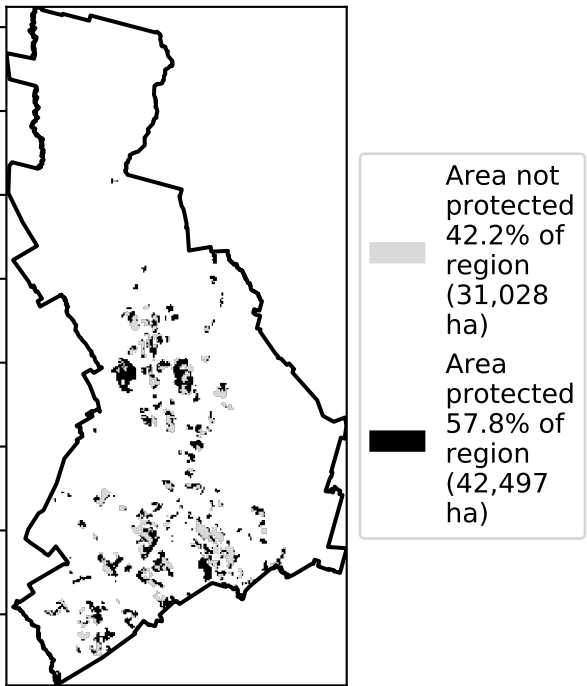 Area not
protected
42.2% of
region
(31,028
ha)
Area
protected
57.8% of
region
(42,497
ha)